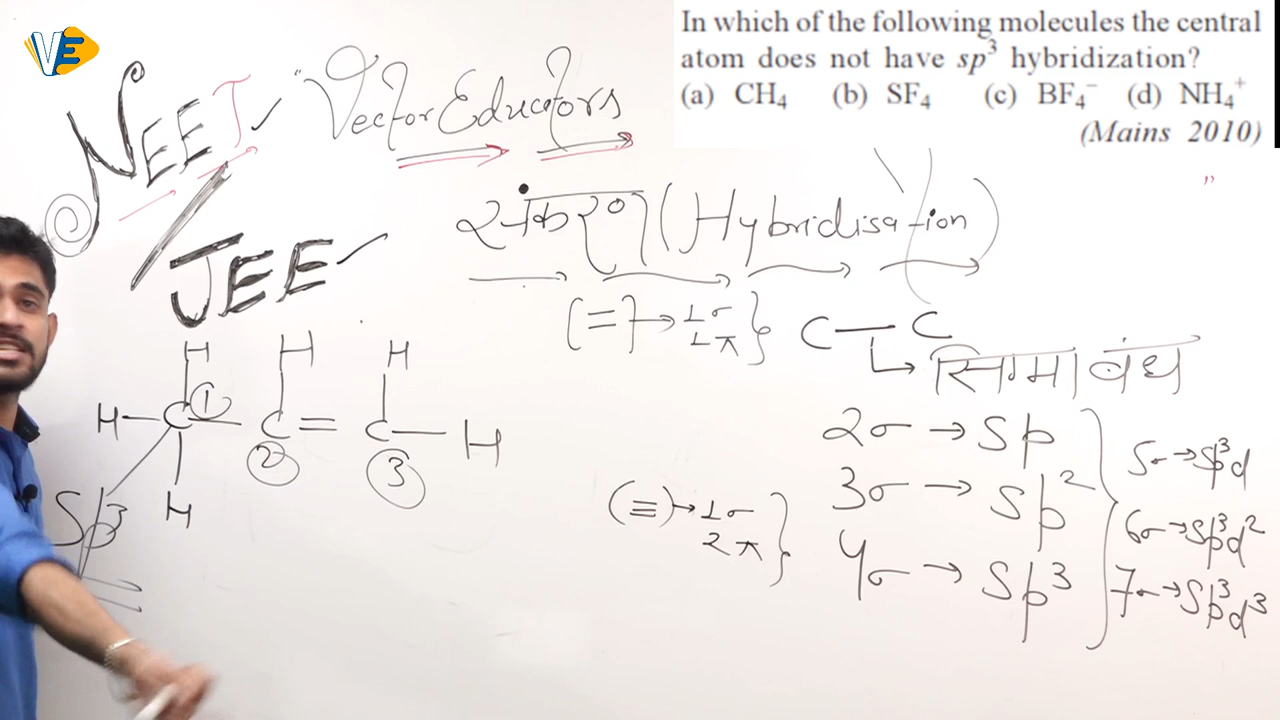 VE
In which of the following molecules the central
atom does not have sp³ hybridization?
(a) CH₄ (b) SF₄ (c) BF₄⁻ (d) NH₄⁺
(Mains 2010)
NEET
/
JEE
"Vector Educators
"
संकरण (Hybridisation)
(=) → 1σ
1π
C — C
सिग्मा बंध
H H H
H — C — C = C — H
1 2 3
H
Sp³
2σ → Sp
3σ → Sp²
4σ → Sp³
5σ → Sp³d
6σ → Sp³d²
7σ → Sp³d³
(≡) → 1σ
2π